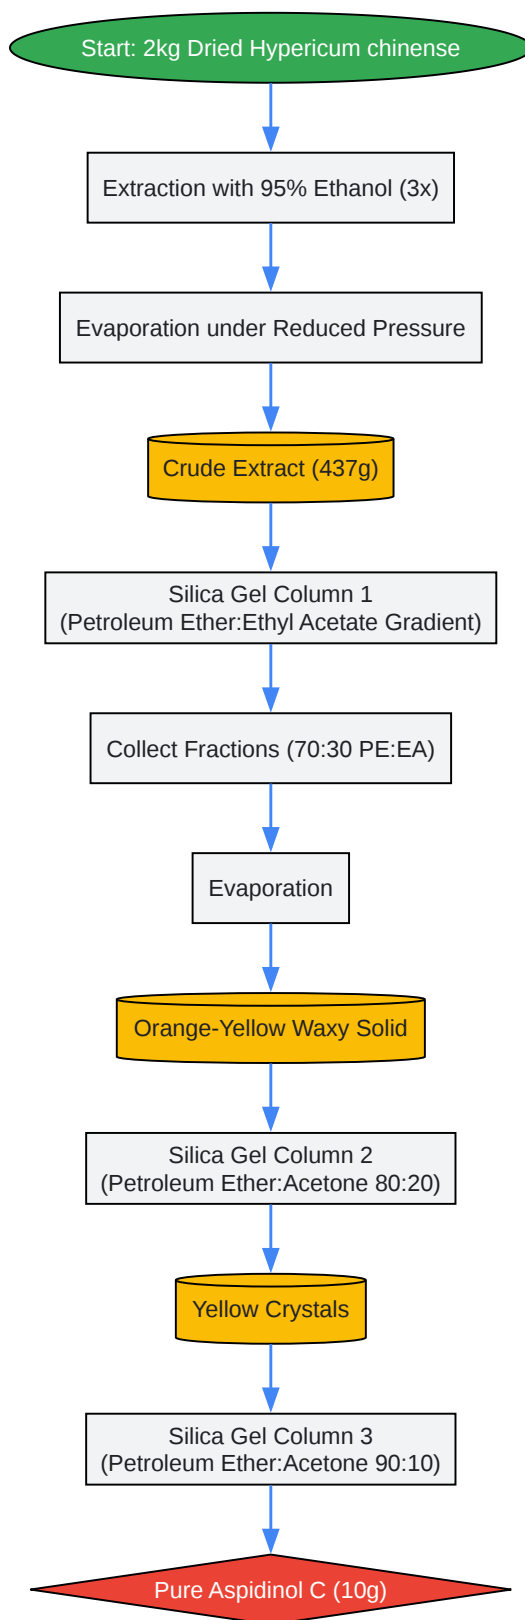 Start: 2kg Dried Hypericum chinense
Extraction with 95% Ethanol (3x)
Evaporation under Reduced Pressure
Crude Extract (437g)
Silica Gel Column 1
(Petroleum Ether:Ethyl Acetate Gradient)
Collect Fractions (70:30 PE:EA)
Evaporation
Orange-Yellow Waxy Solid
Silica Gel Column 2
(Petroleum Ether:Acetone 80:20)
Yellow Crystals
Silica Gel Column 3
(Petroleum Ether:Acetone 90:10)
Pure Aspidinol C (10g)